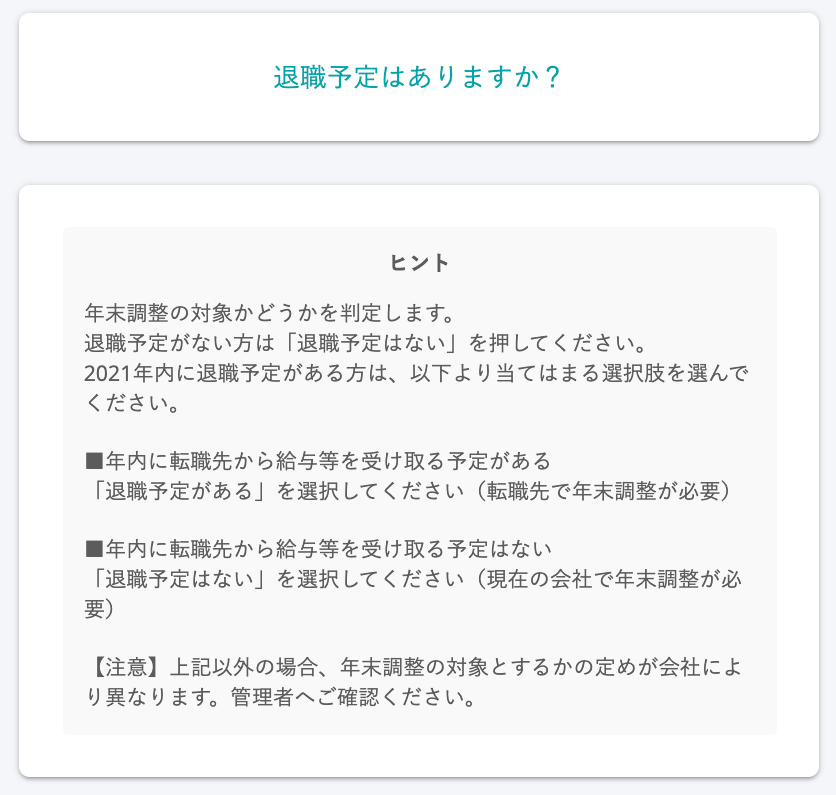 退職予定はありますか？
ヒント
年末調整の対象かどうかを判定します。
退職予定がない方は「退職予定はない」を押してください。
2021年内に退職予定がある方は、以下より当てはまる選択肢を選んで
ください。
■年内に転職先から給与等を受け取る予定がある
「退職予定がある」を選択してください（転職先で年末調整が必要）
■年内に転職先から給与等を受け取る予定はない
「退職予定はない」を選択してください（現在の会社で年末調整が必
要）
【注意】上記以外の場合、年末調整の対象とするかの定めが会社によ
り異なります。管理者へご確認ください。